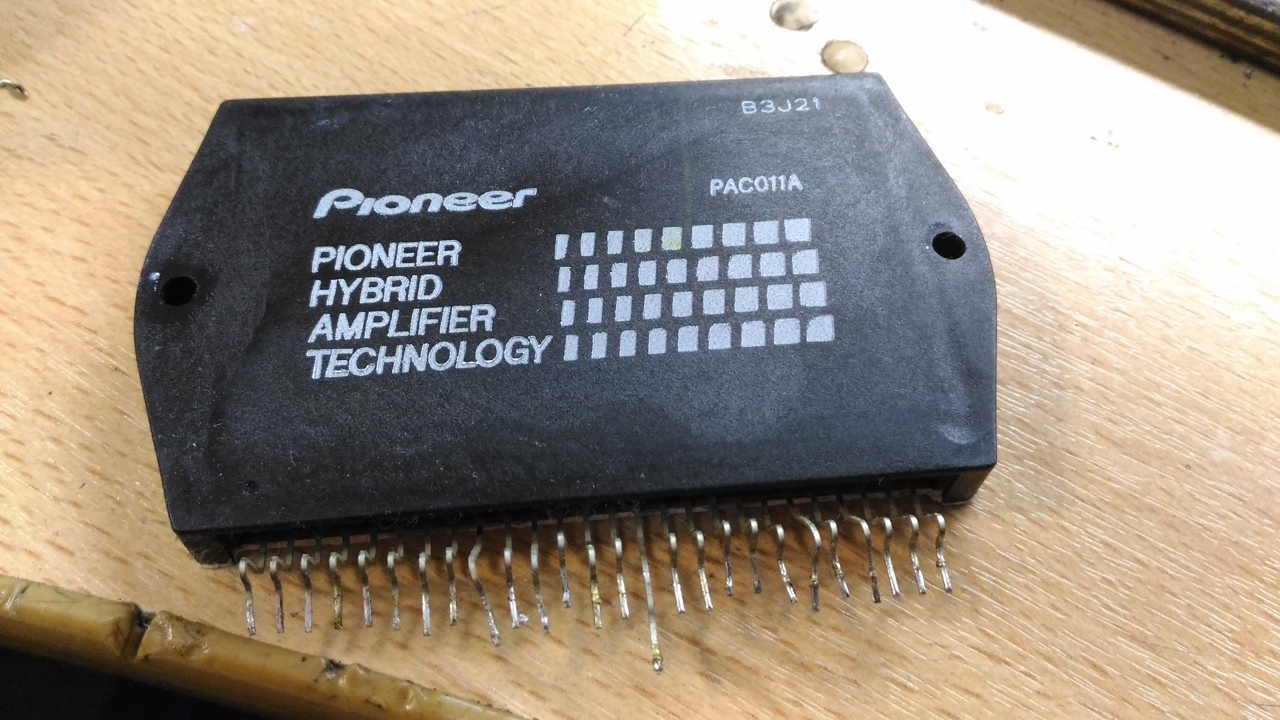 B3J21
PAC011A
Pioneer
PIONEER
HYBRID
AMPLIFIER
TECHNOLOGY